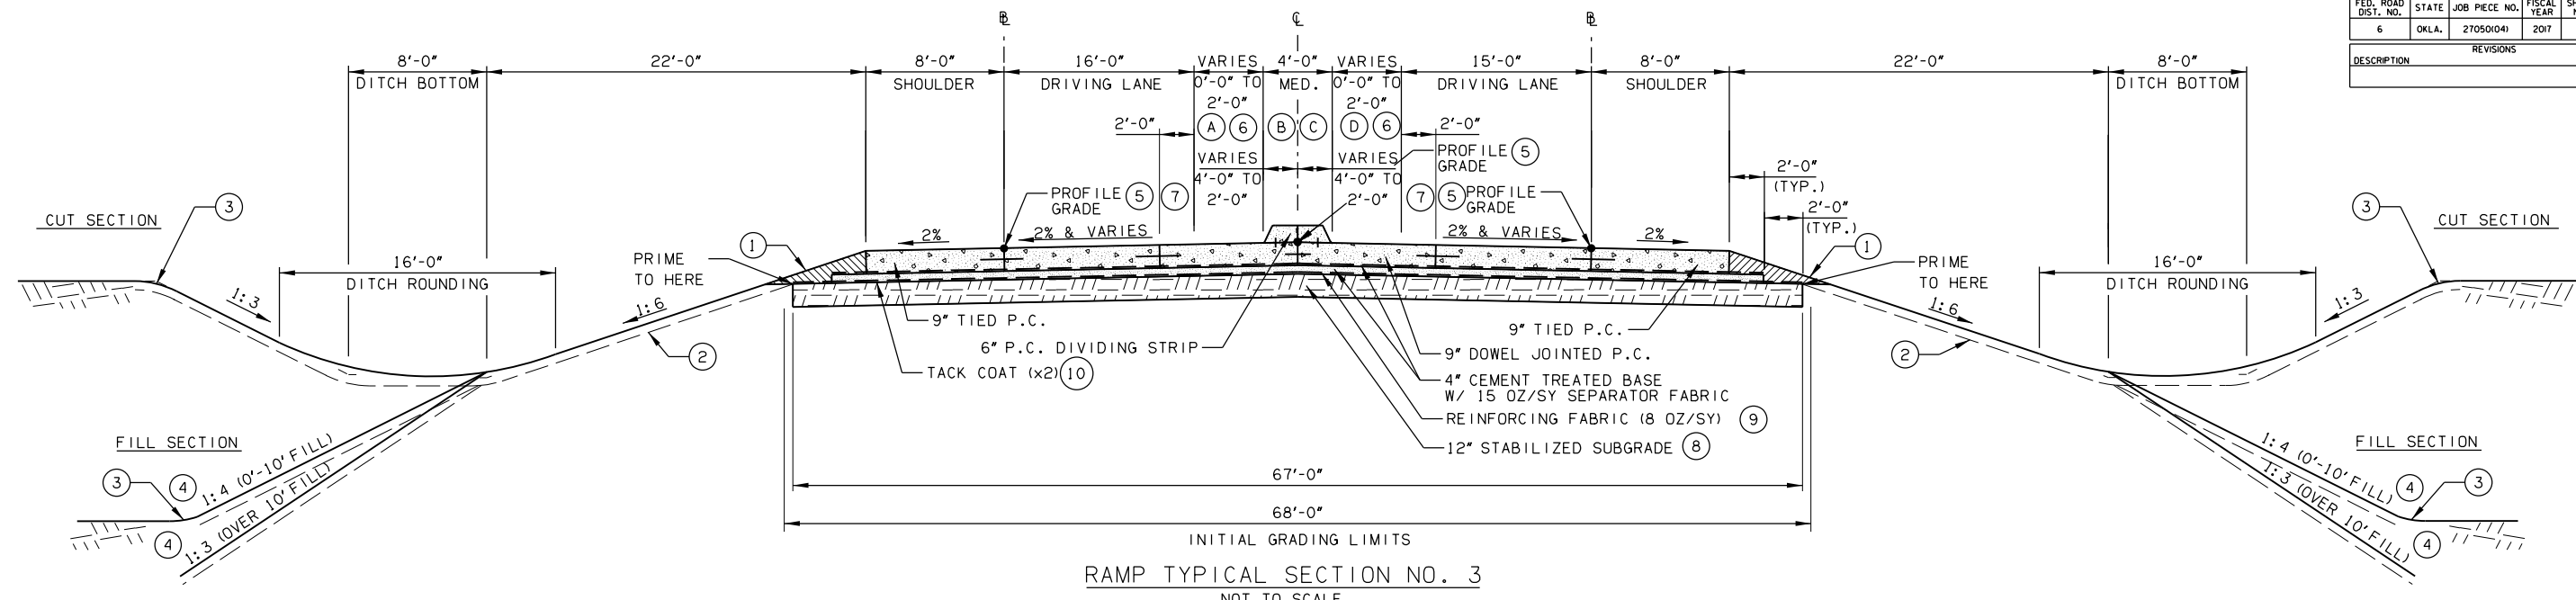 FED. ROAD DIST. NO. STATE JOB PIECE NO. FISCAL YEAR
6 OKLA. 27050(04) 2017
REVISIONS
DESCRIPTION
℄
8'-0" 22'-0" 8'-0" 16'-0" VARIES 4'-0" VARIES 15'-0" 8'-0" 22'-0" 8'-0"
DITCH BOTTOM SHOULDER DRIVING LANE 0'-0" TO MED. 0'-0" TO DRIVING LANE SHOULDER DITCH BOTTOM
2'-0" 2'-0"
2'-0" A 6 B C D 6 2'-0"
VARIES VARIES
4'-0" TO 4'-0" TO
2'-0" 2'-0"
PROFILE GRADE 5
2'-0"
(TYP.)
2'-0"
(TYP.)
PROFILE GRADE 5 7
7 5 PROFILE GRADE
3
CUT SECTION
3
CUT SECTION
2% 2% & VARIES 2% & VARIES 2%
1
1
PRIME
TO HERE
PRIME
TO HERE
16'-0"
DITCH ROUNDING
16'-0"
DITCH ROUNDING
1:3
1:6
1:6
1:3
2
2
9" TIED P.C.
9" TIED P.C.
6" P.C. DIVIDING STRIP
9" DOWEL JOINTED P.C.
TACK COAT (x2) 10
4" CEMENT TREATED BASE
W/ 15 OZ/SY SEPARATOR FABRIC
REINFORCING FABRIC (8 OZ/SY) 9
12" STABILIZED SUBGRADE 8
FILL SECTION
FILL SECTION
3 4 1:4 (0'-10' FILL)
4 1:3 (OVER 10' FILL)
1:4 (0'-10' FILL) 4 3
1:3 (OVER 10' FILL) 4
67'-0"
68'-0"
INITIAL GRADING LIMITS
RAMP TYPICAL SECTION NO. 3
NOT TO SCALE